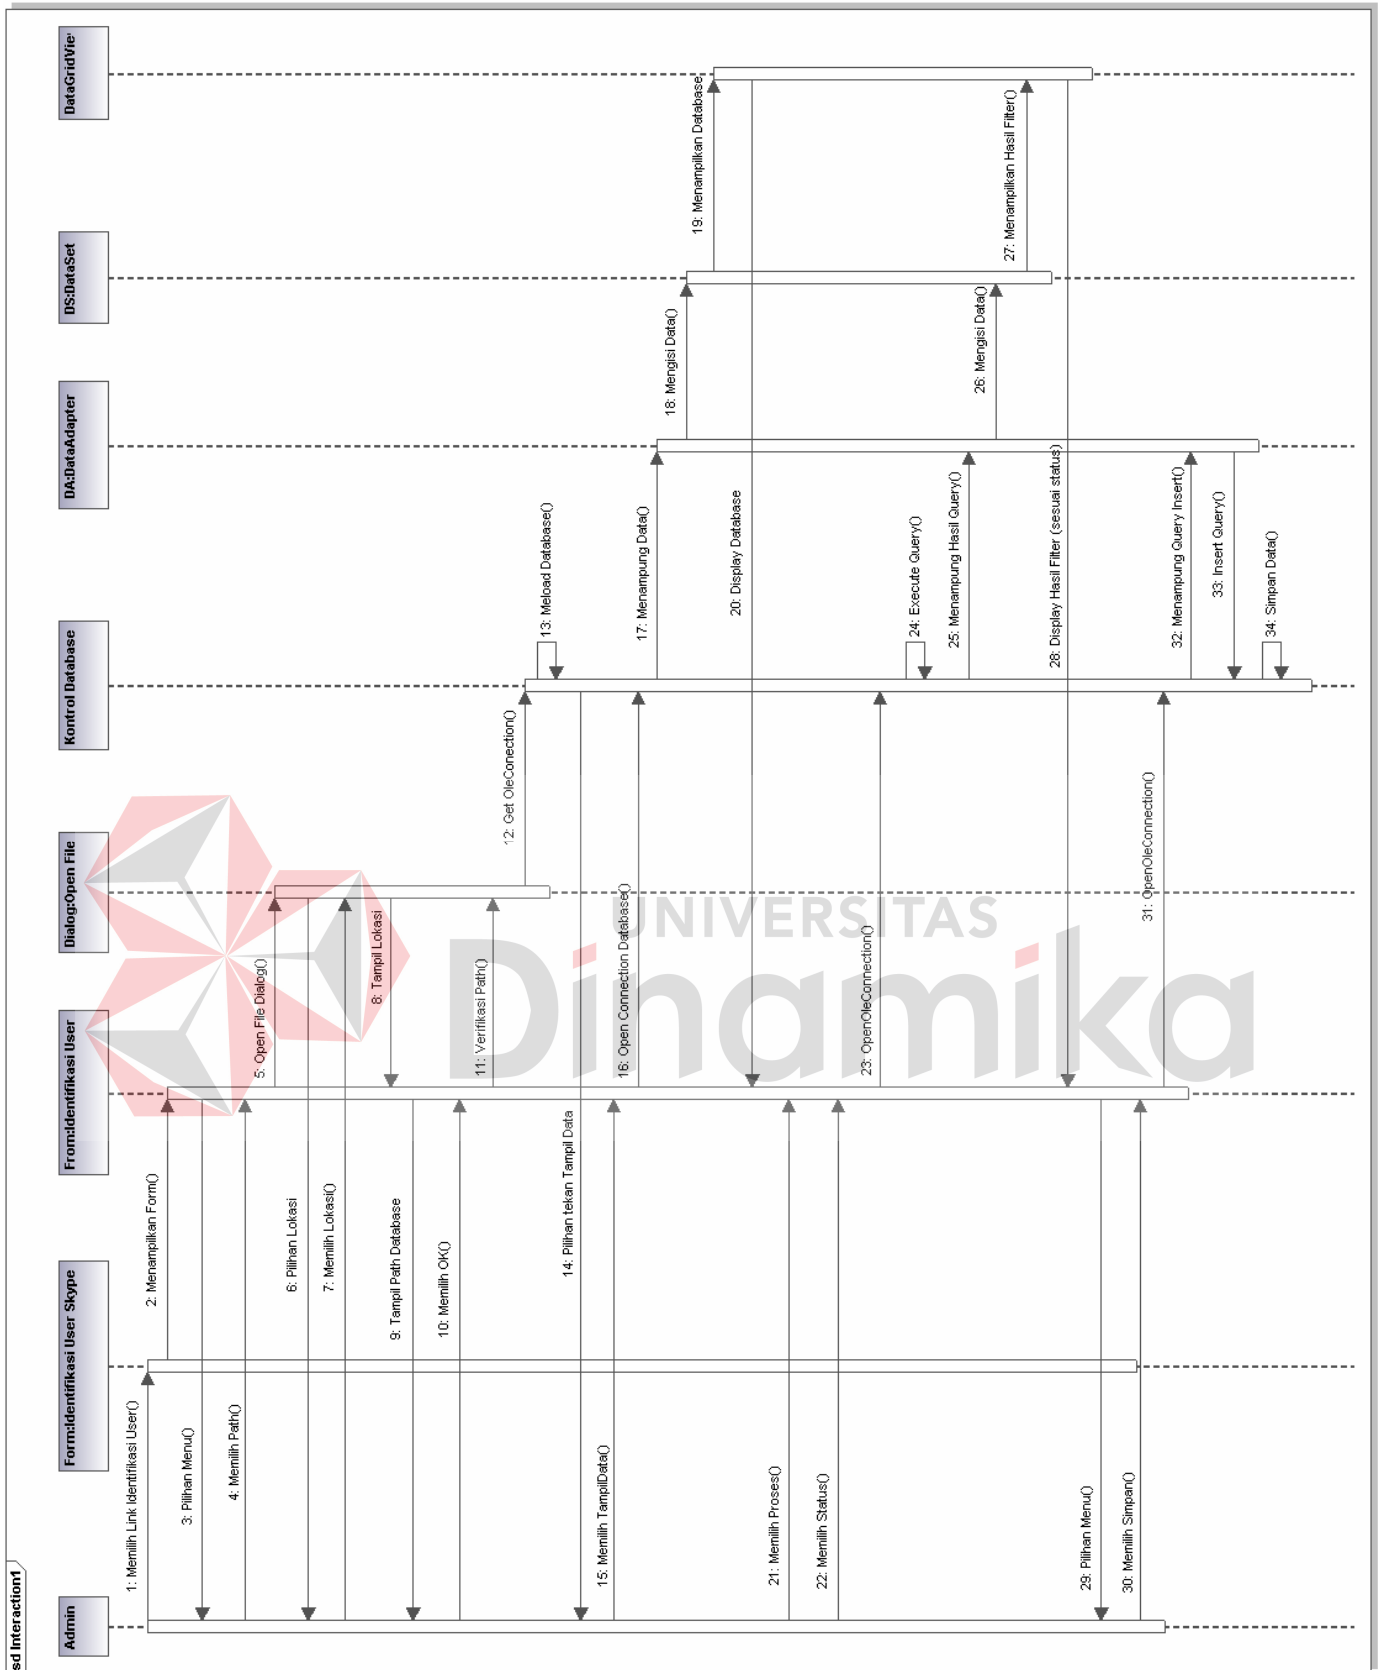 sd Interaction1
Admin
Form:Identifikasi User Skype
From:Identifikasi User
Dialog:Open File
Kontrol Database
DA:DataAdapter
DS:DataSet
DataGridVie
1: Memilih Link Identifikasi User()
2: Menampilkan Form()
3: Pilihan Menu()
4: Memilih Path()
5: Open File Dialog()
6: Pilihan Lokasi
7: Memilih Lokasi()
8: Tampil Lokasi
9: Tampil Path Database
10: Memilih OK()
11: Verifikasi Path()
12: Get OleConection()
13: Meload Database()
14: Pilihan tekan Tampil Data
15: Memilih TampilData()
16: Open Connection Database()
17: Menampung Data()
18: Mengisi Data()
19: Menampilkan Database
20: Display Database
21: Memilih Proses()
22: Memilih Status()
23: OpenOleConnection()
24: Execute Query()
25: Menampung Hasil Query()
26: Mengisi Data()
27: Menampilkan Hasil Filter()
28: Display Hasil Filter (sesuai status)
29: Pilihan Menu()
30: Memilih Simpan()
31: OpenOleConnection()
32: Menampung Query Insert()
33: Insert Query()
34: Simpan Data()
UNIVERSITAS
Dinamika